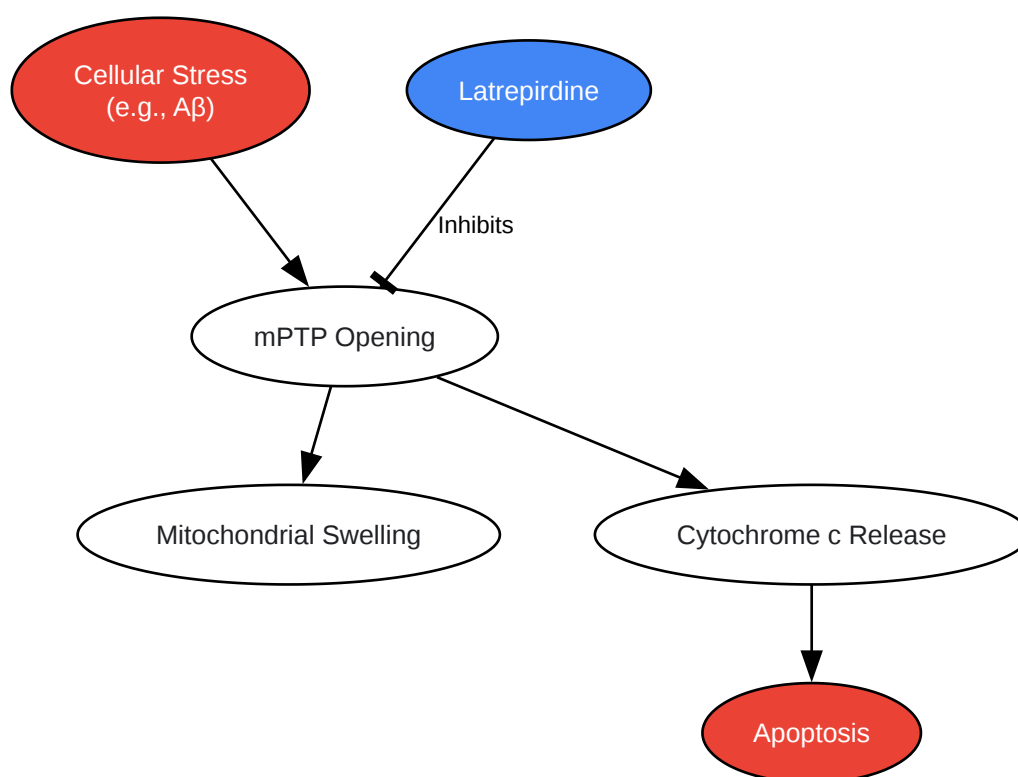 Cellular Stress
(e.g., Aβ)
Latrepirdine
Inhibits
mPTP Opening
Mitochondrial Swelling
Cytochrome c Release
Apoptosis